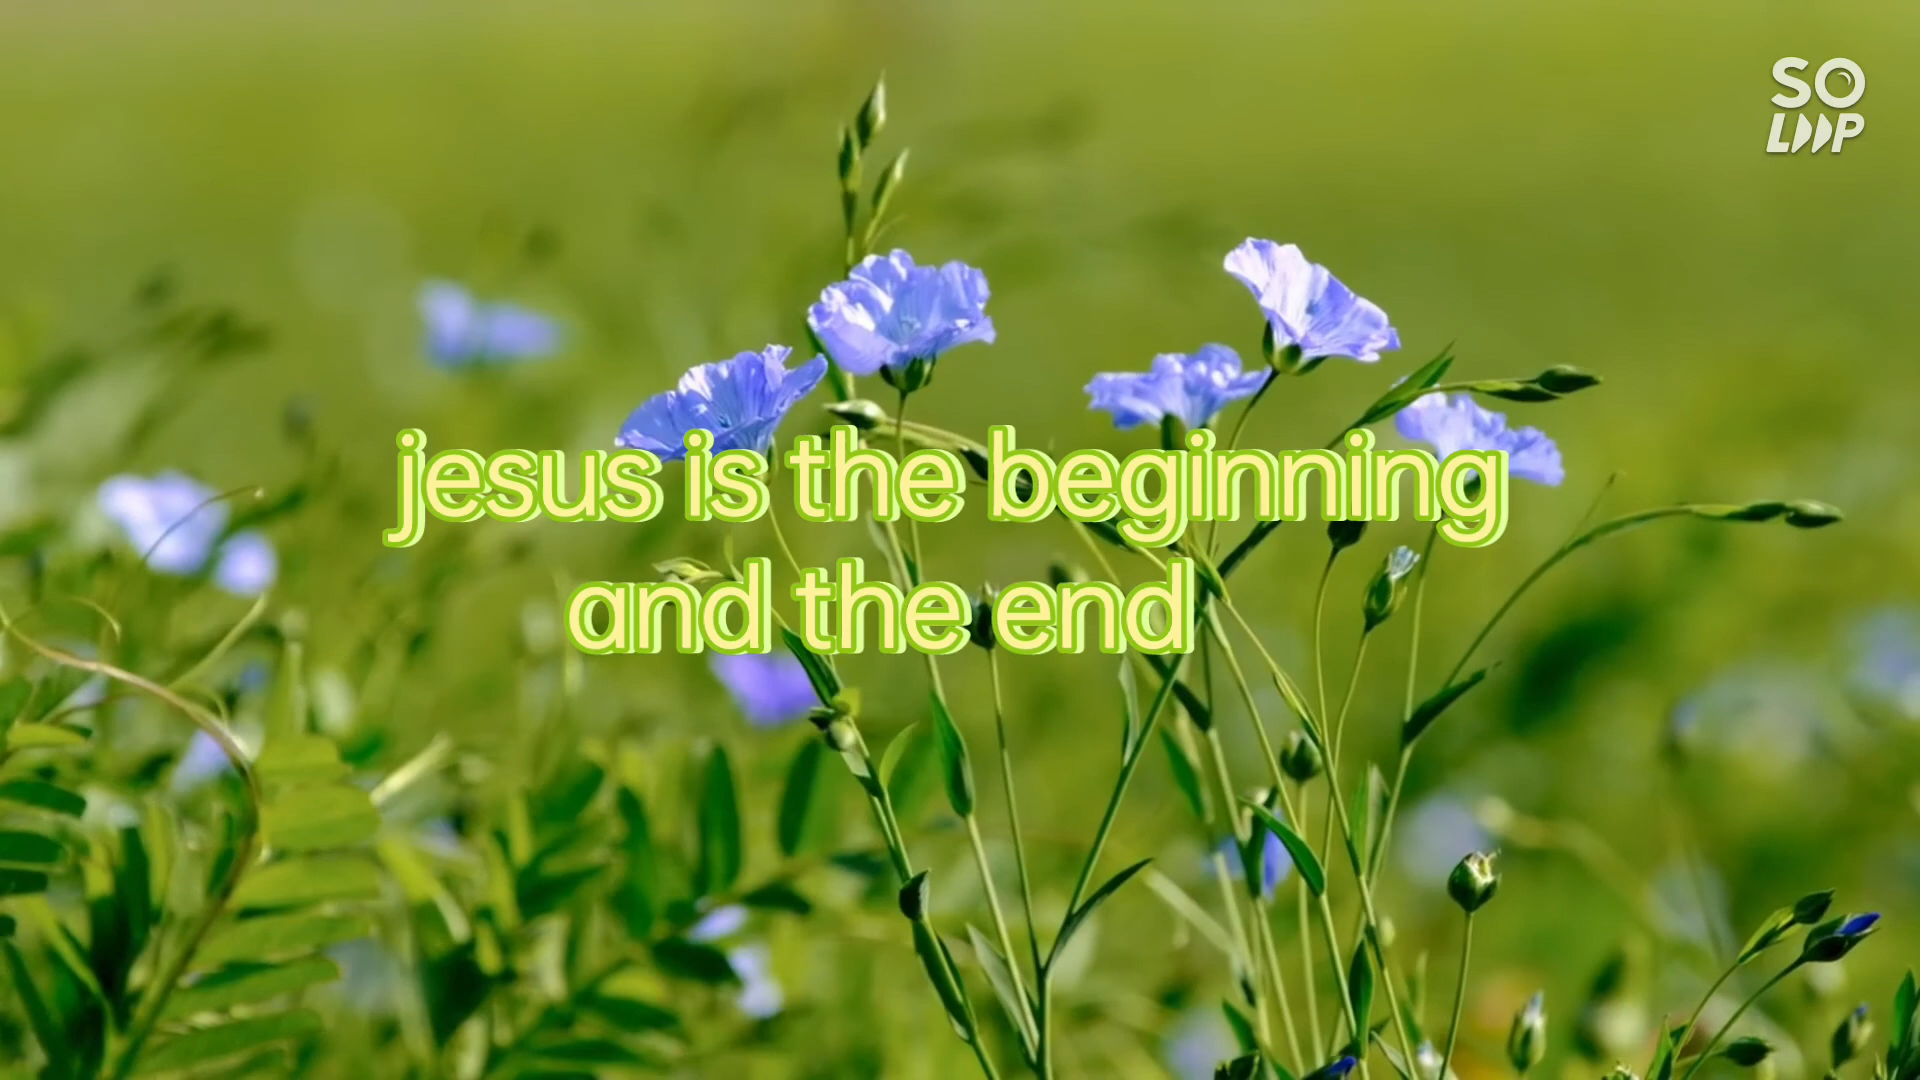 SO
LOOP
jesus is the beginning
and the end